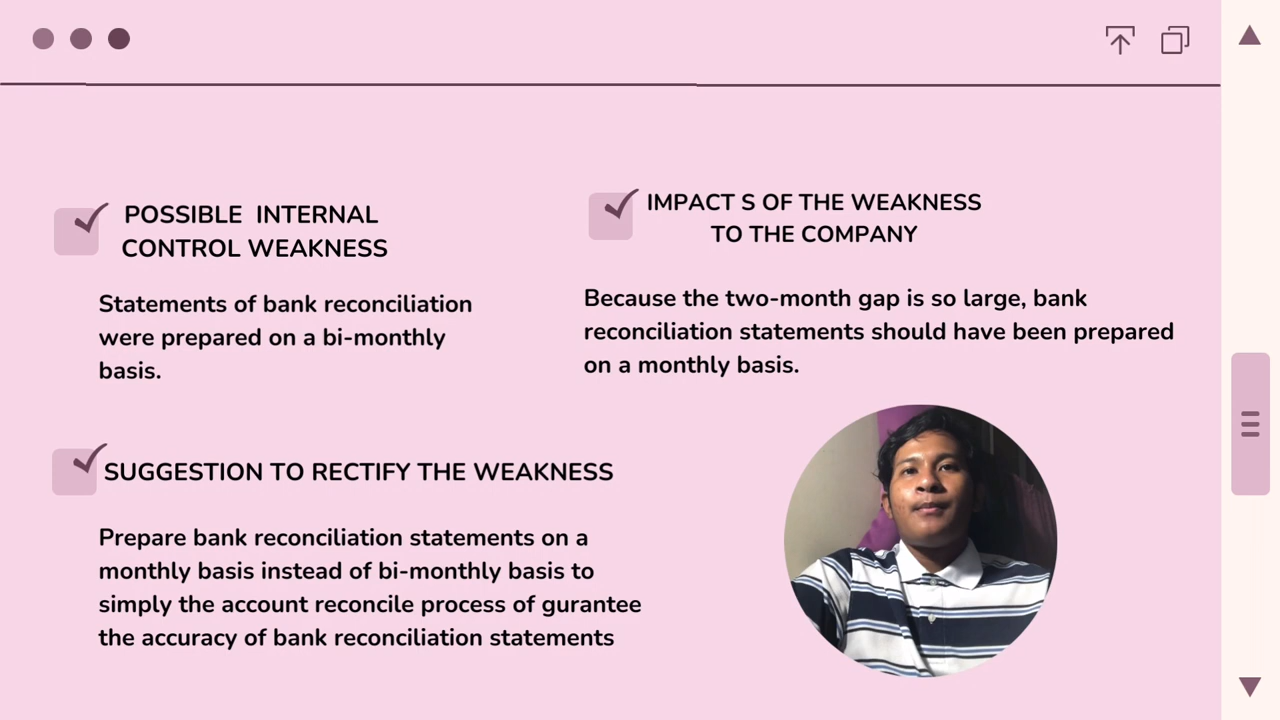 POSSIBLE INTERNAL
CONTROL WEAKNESS
Statements of bank reconciliation
were prepared on a bi-monthly
basis.
IMPACT S OF THE WEAKNESS
TO THE COMPANY
Because the two-month gap is so large, bank
reconciliation statements should have been prepared
on a monthly basis.
SUGGESTION TO RECTIFY THE WEAKNESS
Prepare bank reconciliation statements on a
monthly basis instead of bi-monthly basis to
simply the account reconcile process of gurantee
the accuracy of bank reconciliation statements